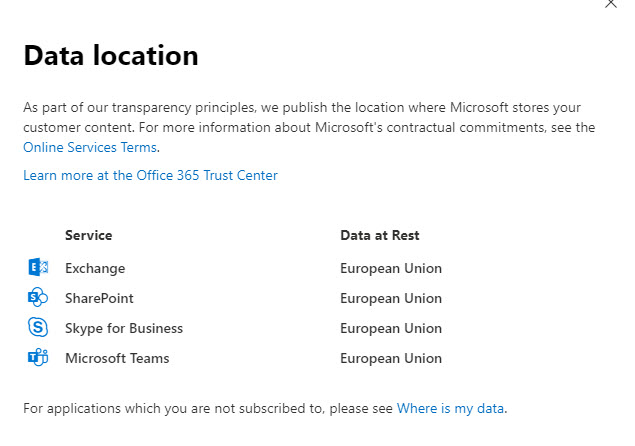 Data location
As part of our transparency principles, we publish the location where Microsoft stores your
customer content. For more information about Microsoft's contractual commitments, see the
Online Services Terms.
Learn more at the Office 365 Trust Center
Service Data at Rest
Exchange European Union
SharePoint European Union
Skype for Business European Union
Microsoft Teams European Union
For applications which you are not subscribed to, please see Where is my data.